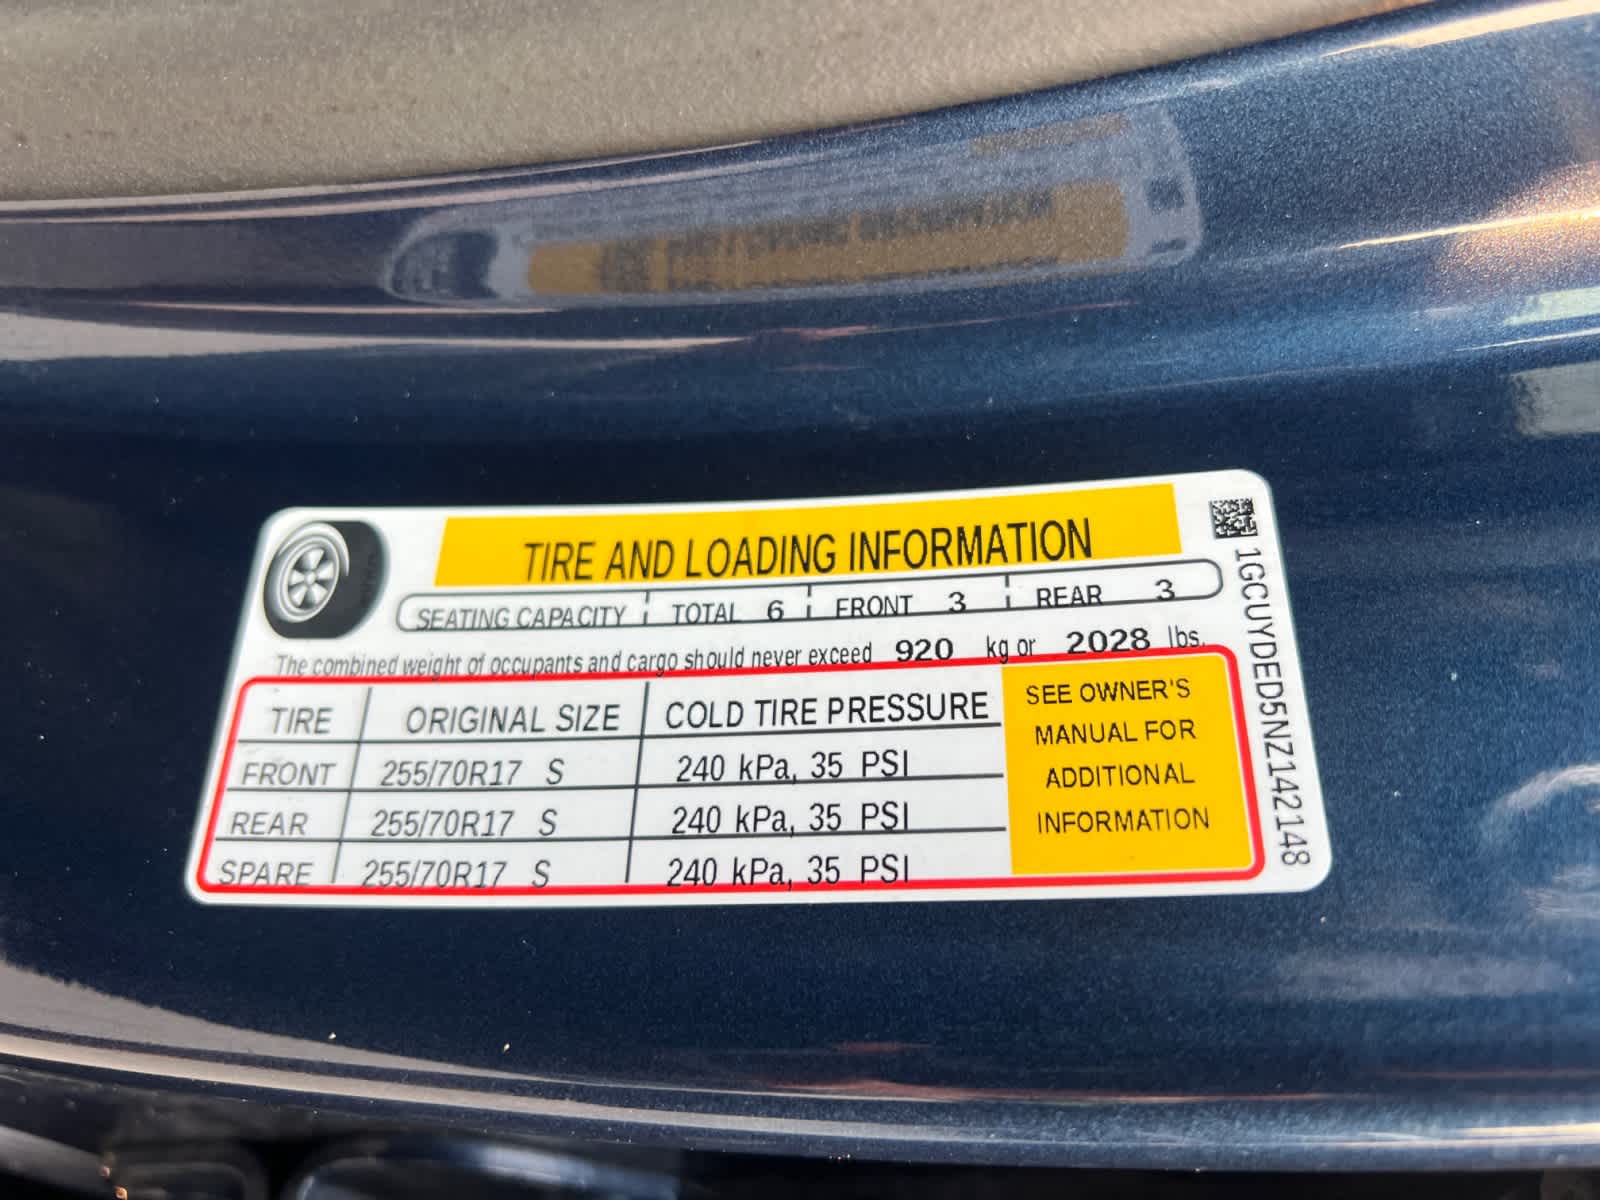 TIRE AND LOADING INFORMATION
SEATING CAPACITY TOTAL 6 FRONT 3 REAR 3
The combined weight of occupants and cargo should never exceed 920 kg or 2028 lbs.
TIRE ORIGINAL SIZE COLD TIRE PRESSURE
FRONT 255/70R17 S 240 kPa, 35 PSI
REAR 255/70R17 S 240 kPa, 35 PSI
SPARE 255/70R17 S 240 kPa, 35 PSI
SEE OWNER'S
MANUAL FOR
ADDITIONAL
INFORMATION
1GCUYDED5NZ142148